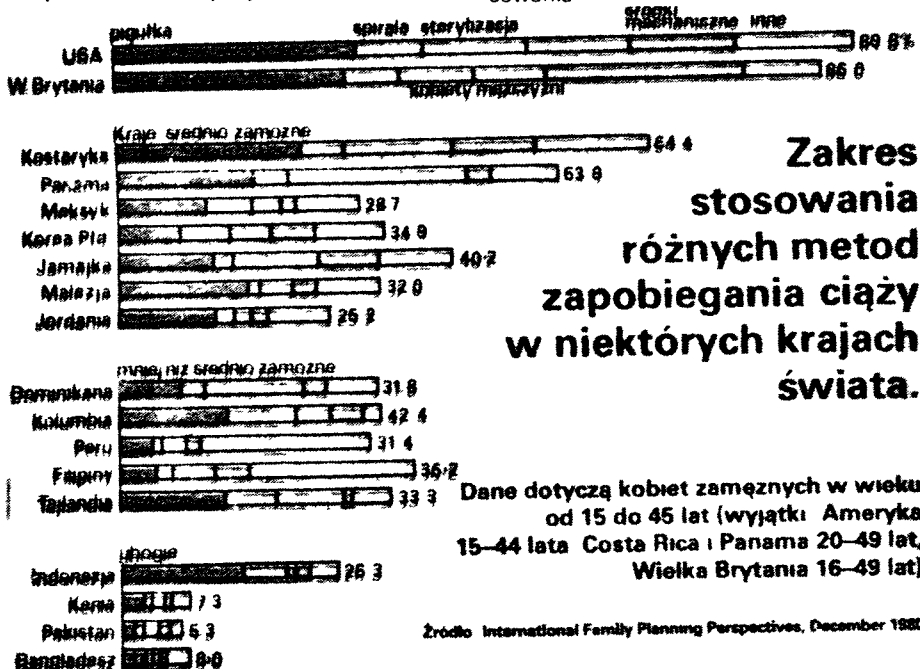 pigułka spirala sterylizacja środki mechaniczne inne
USA 89 8%
W. Brytania 86 0
kobiety mężczyźni
Kraje średnio zamożne
Kostaryka 64 4
Panama 53 8
Meksyk 28 7
Korea Płd 34 9
Jamajka 40 2
Malezja 32 0
Jordania 25 2
mniej niż średnio zamożne
Dominikana 31 8
Kolumbia 42 4
Peru 31 4
Filipiny 36 2
Tajlandia 33 3
ubogie
Indonezja 26 3
Kenia 7 3
Pakistan 6 3
Bangladesz 8 0
Zakres
stosowania
różnych metod
zapobiegania ciąży
w niektórych krajach
świata.
Dane dotyczą kobiet zamężnych w wieku
od 15 do 45 lat (wyjątki Ameryka
15–44 lata Costa Rica i Panama 20–49 lat,
Wielka Brytania 16–49 lat)
Źródło International Family Planning Perspectives, December 1980